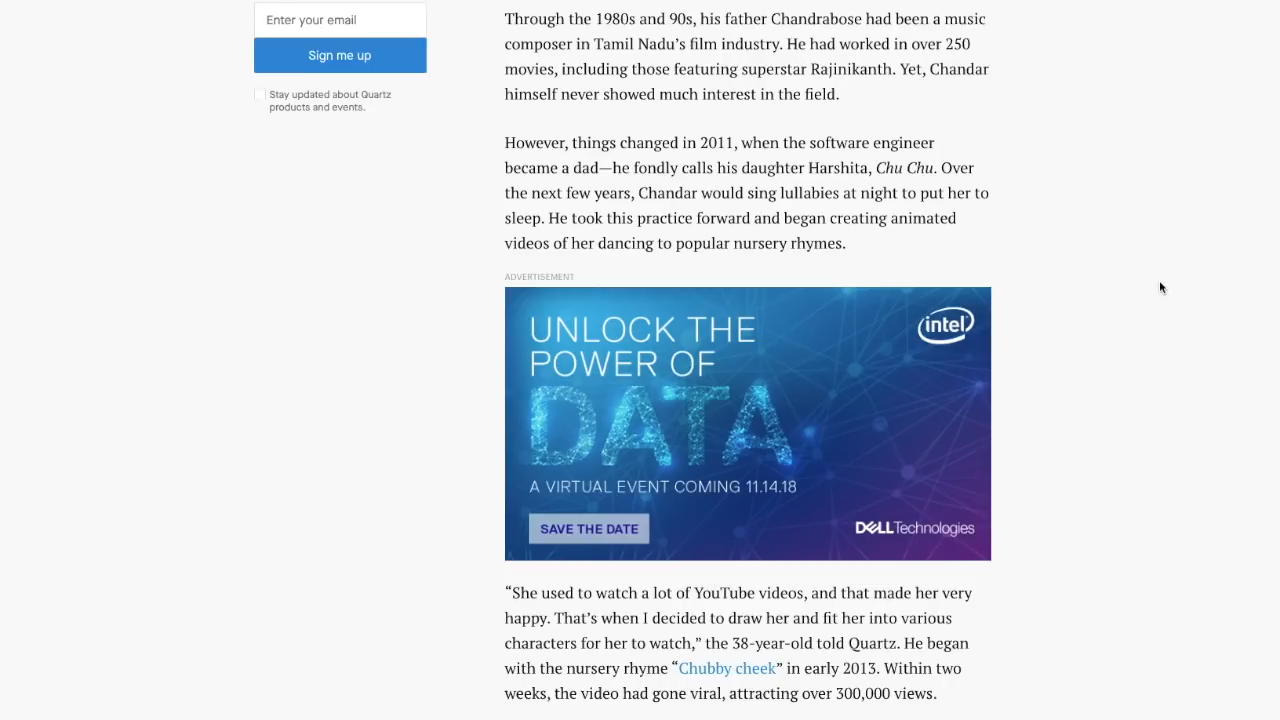 Enter your email
Sign me up
Stay updated about Quartz
products and events.
Through the 1980s and 90s, his father Chandrabose had been a music
composer in Tamil Nadu’s film industry. He had worked in over 250
movies, including those featuring superstar Rajinikanth. Yet, Chandar
himself never showed much interest in the field.
However, things changed in 2011, when the software engineer
became a dad—he fondly calls his daughter Harshita, Chu Chu. Over
the next few years, Chandar would sing lullabies at night to put her to
sleep. He took this practice forward and began creating animated
videos of her dancing to popular nursery rhymes.
ADVERTISEMENT
UNLOCK THE
POWER OF
DATA
A VIRTUAL EVENT COMING 11.14.18
SAVE THE DATE
intel
DELLTechnologies
“She used to watch a lot of YouTube videos, and that made her very
happy. That’s when I decided to draw her and fit her into various
characters for her to watch,” the 38-year-old told Quartz. He began
with the nursery rhyme “Chubby cheek” in early 2013. Within two
weeks, the video had gone viral, attracting over 300,000 views.